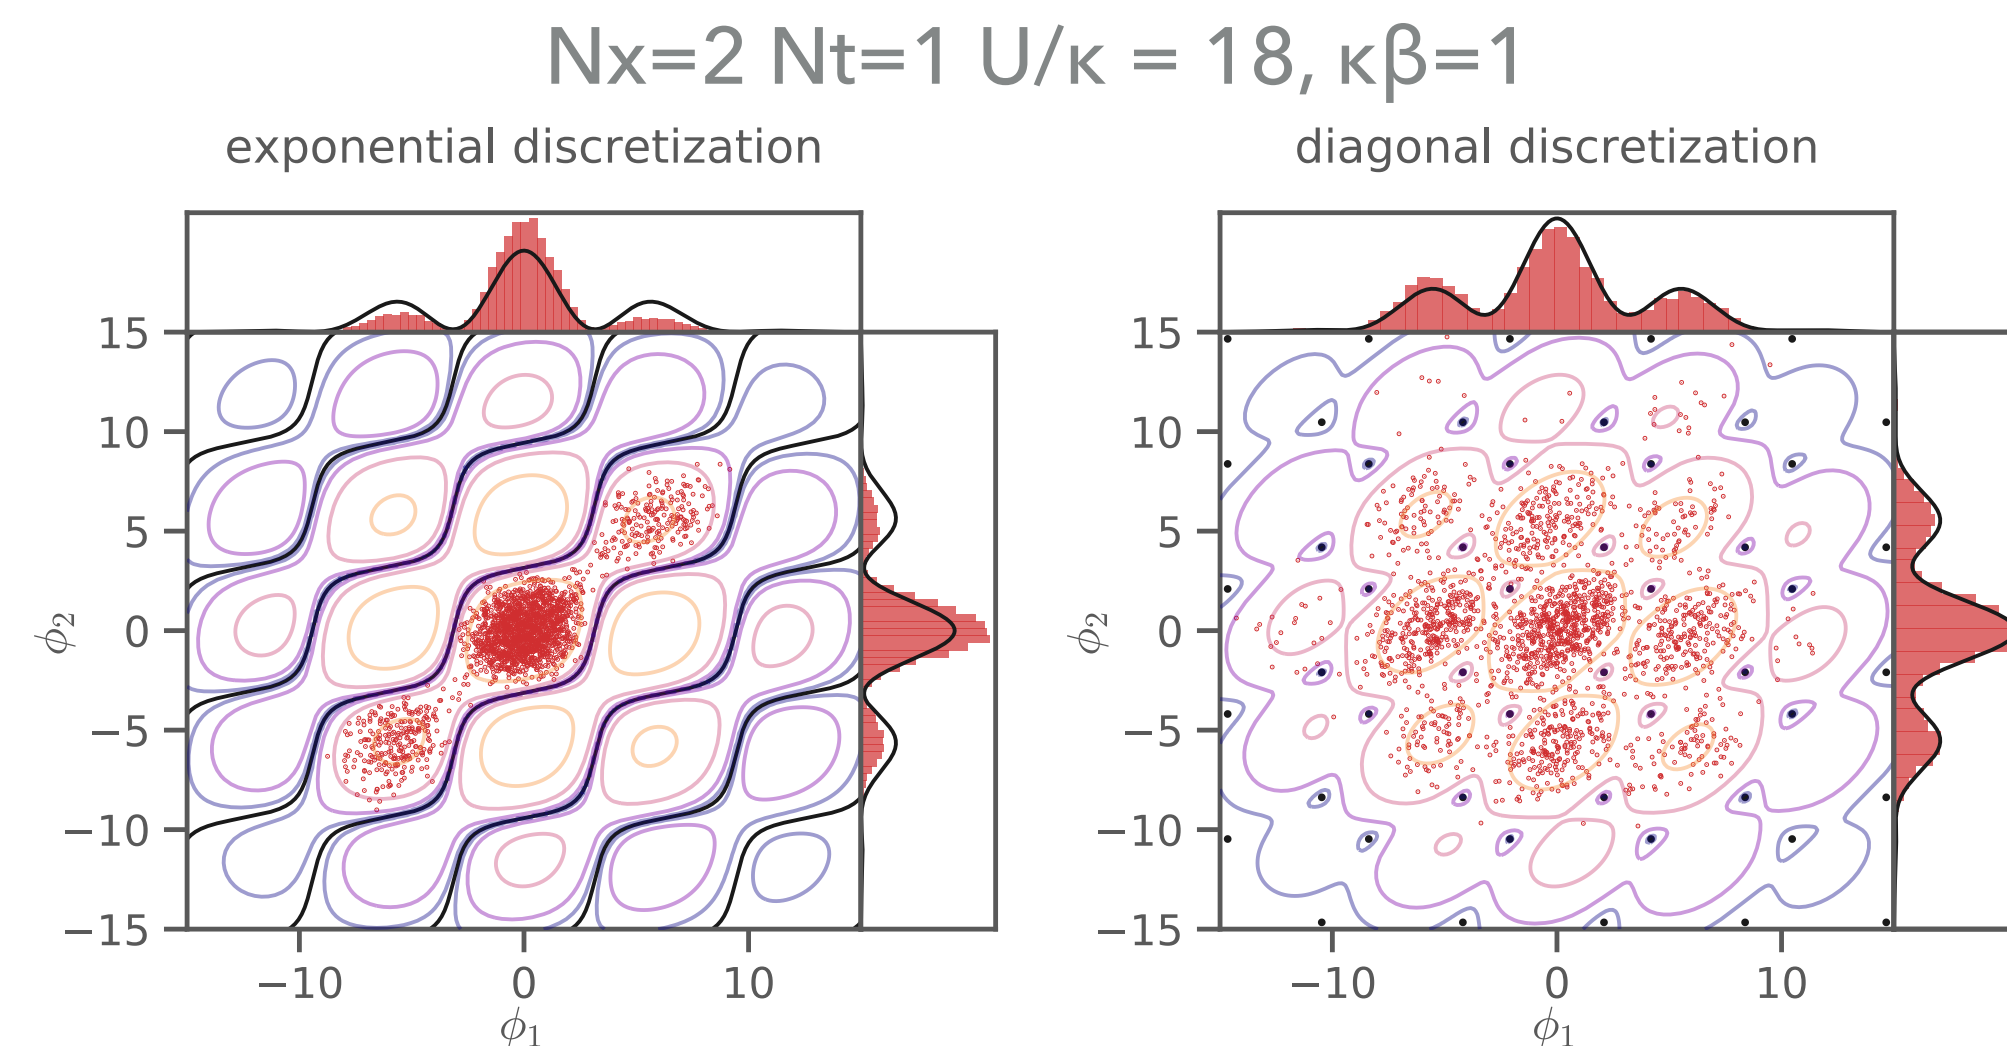 Nx=2 Nt=1 U/κ = 18, κβ=1
exponential discretization
diagonal discretization
15
10
5
0
−5
−10
−15
ϕ2
−10
0
10
ϕ1
15
10
5
0
−5
−10
−15
ϕ2
−10
0
10
ϕ1